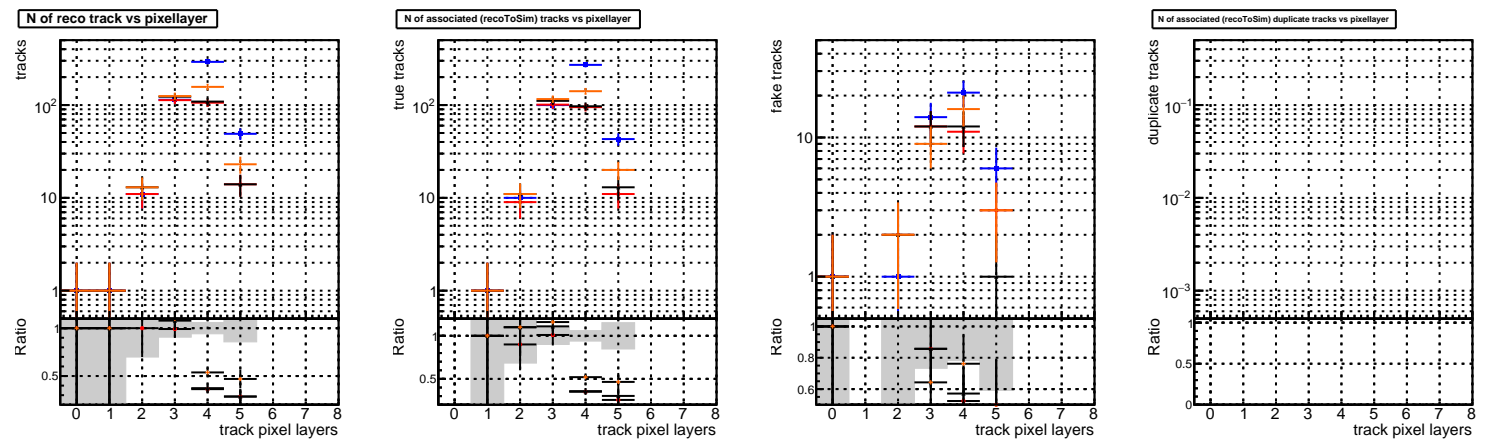 N of reco track vs pixellayer
tracks
10²
10
1
Ratio
1
0.5
0 1 2 3 4 5 6 7 8
track pixel layers
N of associated (recoToSim) tracks vs pixellayer
true tracks
10²
10
1
Ratio
1
0.5
0 1 2 3 4 5 6 7 8
track pixel layers
fake tracks
10
1
Ratio
1
0.8
0.6
0 1 2 3 4 5 6 7 8
track pixel layers
N of associated (recoToSim) duplicate tracks vs pixellayer
duplicate tracks
10⁻¹
10⁻²
10⁻³
Ratio
1
0.5
0
0 1 2 3 4 5 6 7 8
track pixel layers